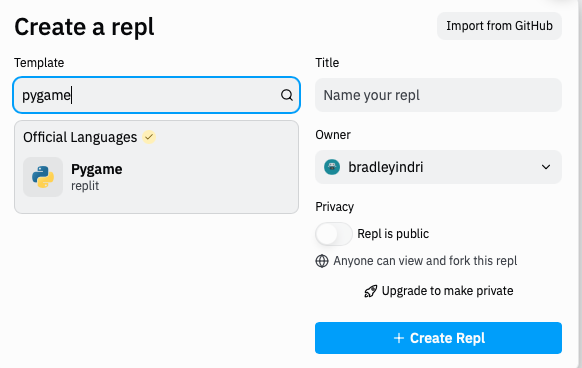 Create a repl
Import from GitHub
Template
pygame
Official Languages
Pygame
replit
Title
Name your repl
Owner
bradleyindri
Privacy
Repl is public
Anyone can view and fork this repl
Upgrade to make private
+ Create Repl